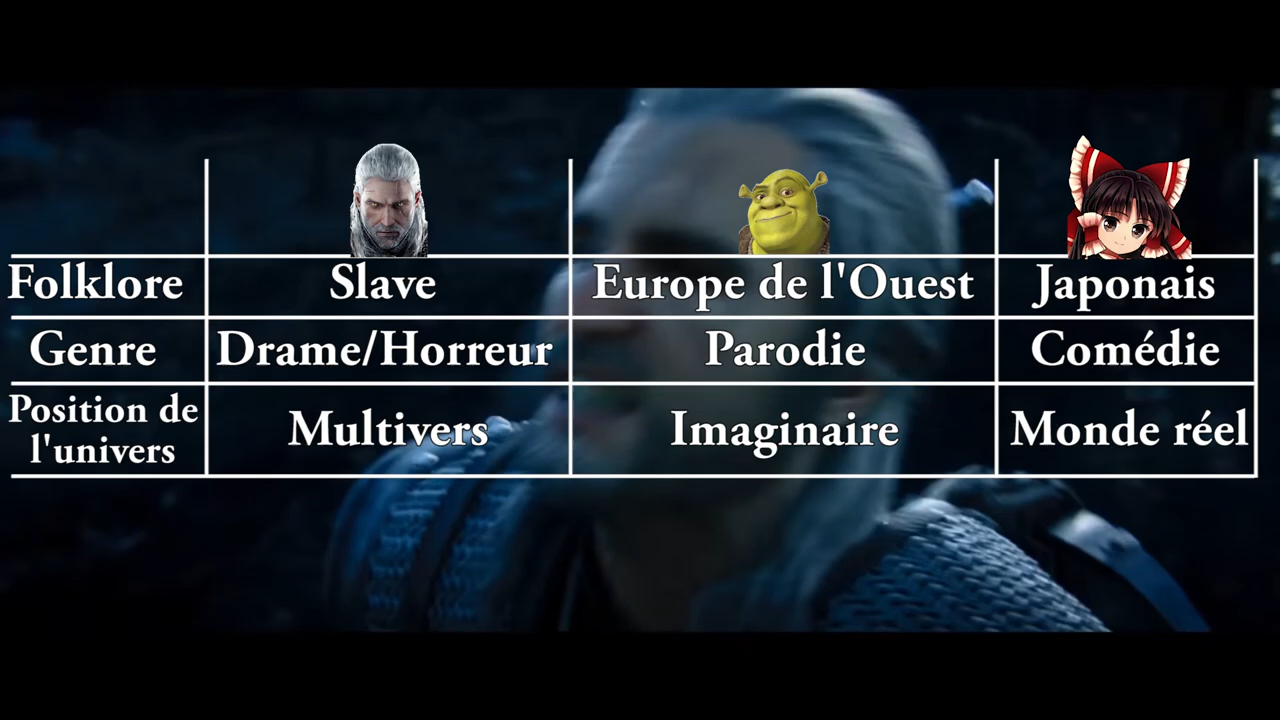 Folklore Slave Europe de l'Ouest Japonais
Genre Drame/Horreur Parodie Comédie
Position de
l'univers Multivers Imaginaire Monde réel